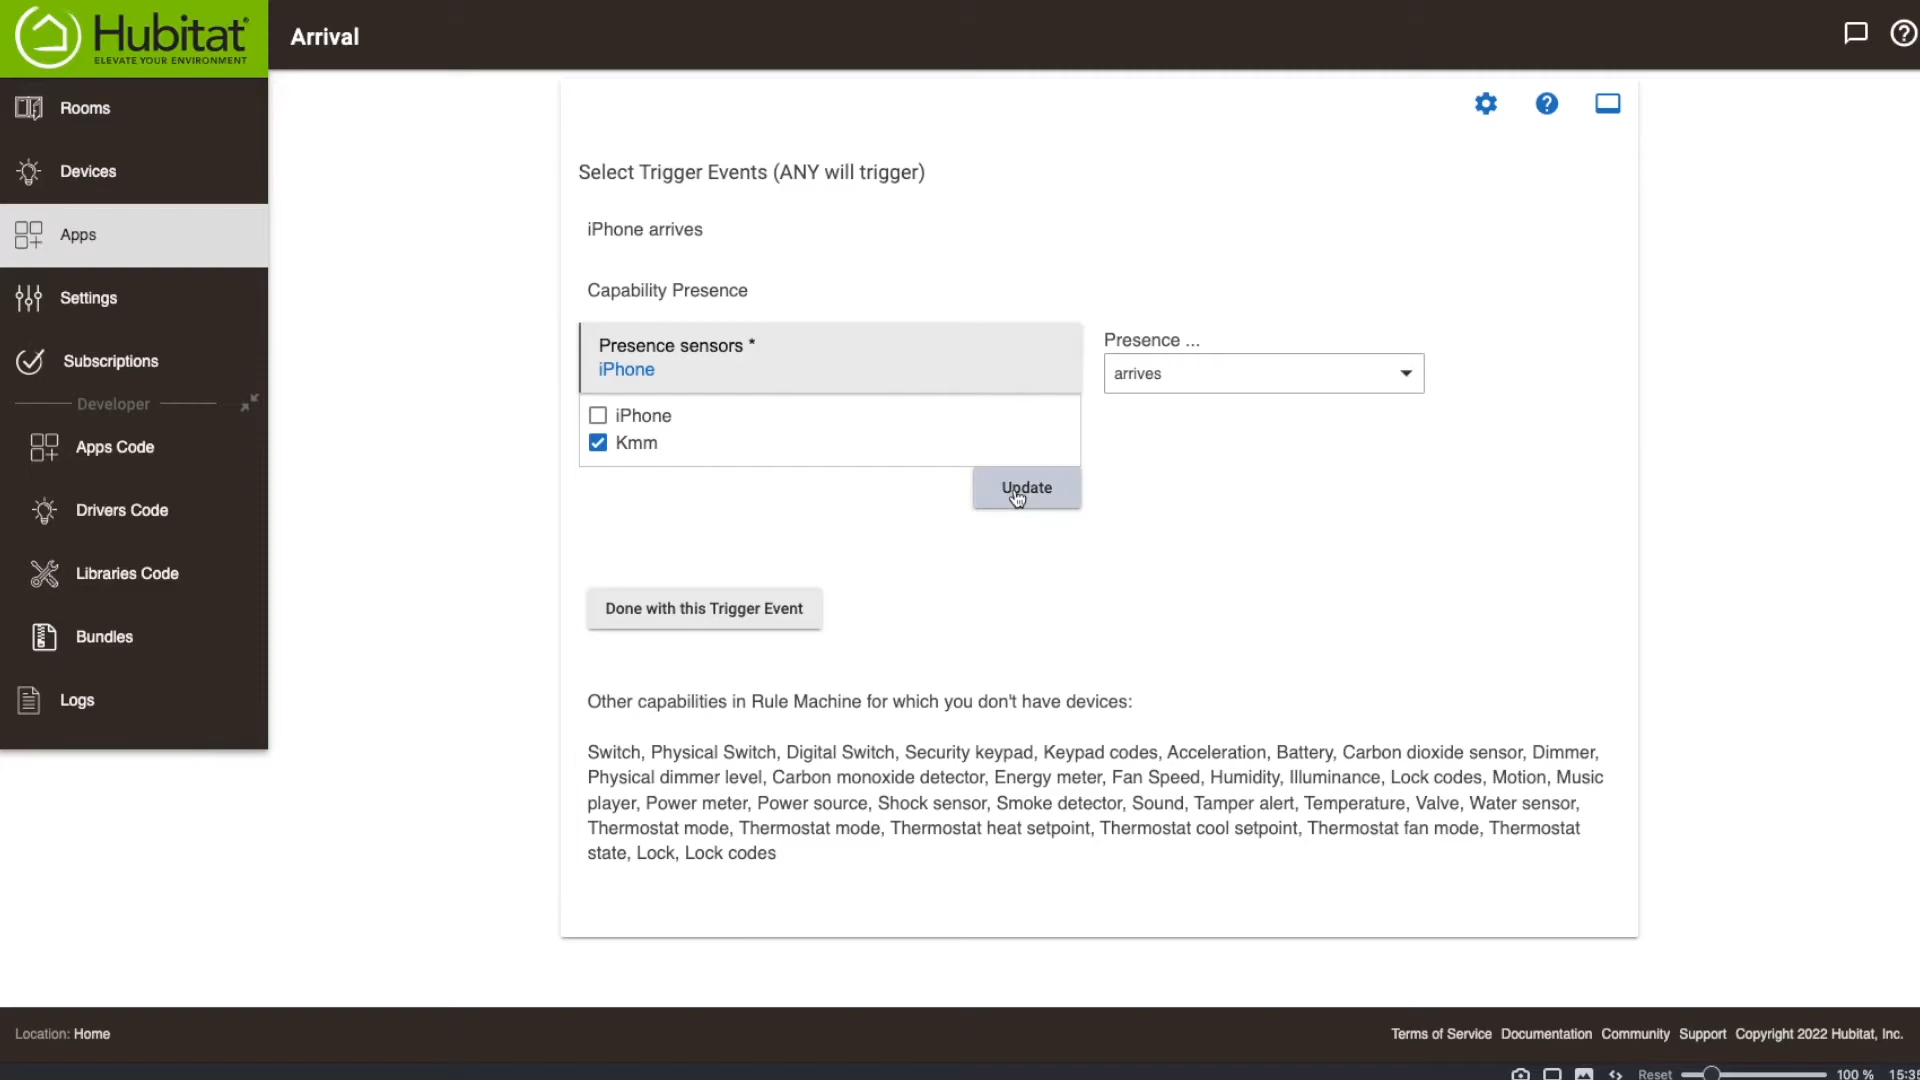 Hubitat®
ELEVATE YOUR ENVIRONMENT
Arrival
Rooms
Devices
Apps
Settings
Subscriptions
Developer
Apps Code
Drivers Code
Libraries Code
Bundles
Logs
Select Trigger Events (ANY will trigger)
iPhone arrives
Capability Presence
Presence sensors *
iPhone
Presence ...
arrives
iPhone
Kmm
Update
Done with this Trigger Event
Other capabilities in Rule Machine for which you don't have devices:
Switch, Physical Switch, Digital Switch, Security keypad, Keypad codes, Acceleration, Battery, Carbon dioxide sensor, Dimmer,
Physical dimmer level, Carbon monoxide detector, Energy meter, Fan Speed, Humidity, Illuminance, Lock codes, Motion, Music
player, Power meter, Power source, Shock sensor, Smoke detector, Sound, Tamper alert, Temperature, Valve, Water sensor,
Thermostat mode, Thermostat mode, Thermostat heat setpoint, Thermostat cool setpoint, Thermostat fan mode, Thermostat
state, Lock, Lock codes
Location: Home
Terms of Service Documentation Community Support Copyright 2022 Hubitat, Inc.
Reset 100 % 15:35